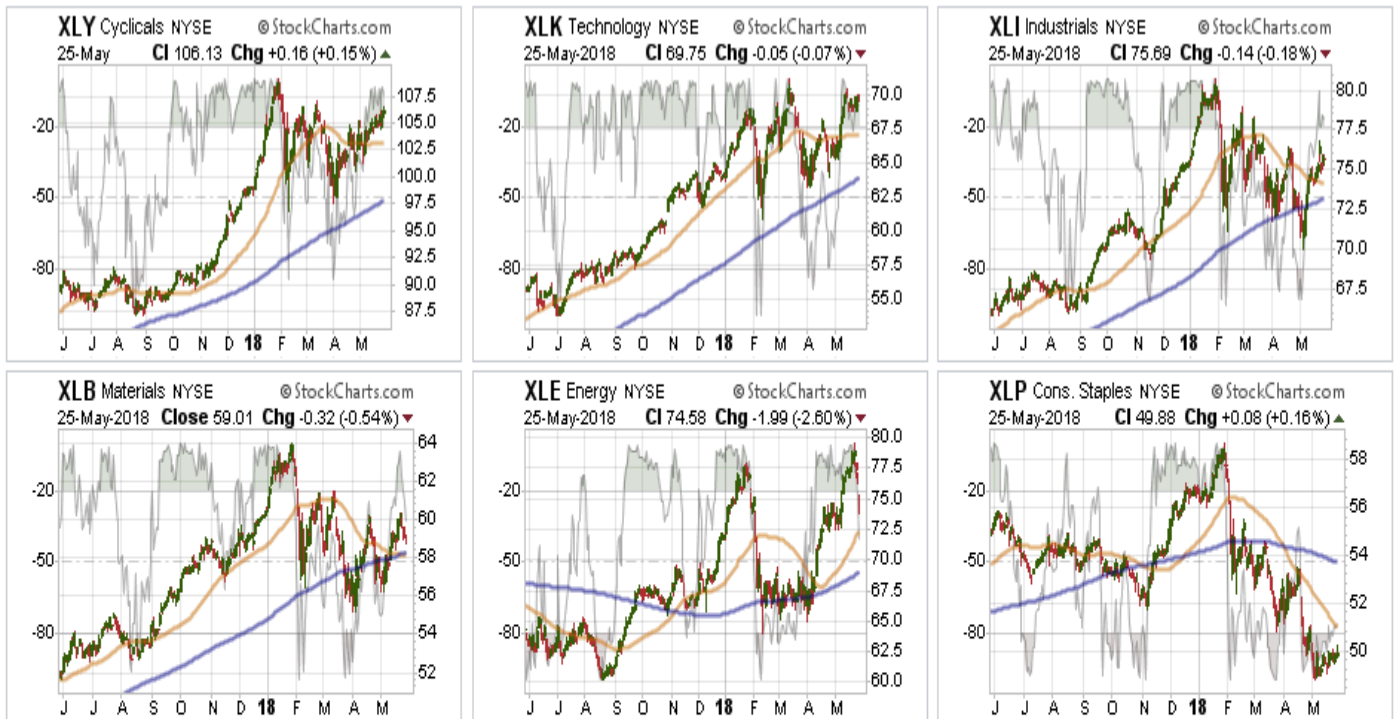 XLY Cyclicals NYSE © StockCharts.com
25-May Cl 106.13 Chg +0.16 (+0.15%)
107.5
-20 105.0
102.5
100.0
-50 97.5
95.0
92.5
-80 90.0
87.5
J J A S O N D 18 F M A M
XLK Technology NYSE © StockCharts.com
25-May-2018 Cl 69.75 Chg -0.05 (-0.07%)
70.0
-20 67.5
65.0
-50 62.5
60.0
-80 57.5
55.0
J J A S O N D 18 F M A M
XLI Industrials NYSE © StockCharts.com
25-May-2018 Cl 75.69 Chg -0.14 (-0.18%)
80.0
-20 77.5
75.0
-50 72.5
70.0
-80 67.5
J J A S O N D 18 F M A M
XLB Materials NYSE © StockCharts.com
25-May-2018 Close 59.01 Chg -0.32 (-0.54%)
64
-20 62
60
-50 58
56
-80 54
52
J J A S O N D 18 F M A M
XLE Energy NYSE © StockCharts.com
25-May-2018 Cl 74.58 Chg -1.99 (-2.60%)
80.0
77.5
-20 75.0
72.5
-50 70.0
67.5
65.0
-80 62.5
60.0
J J A S O N D 18 F M A M
XLP Cons. Staples NYSE © StockCharts.com
25-May-2018 Cl 49.88 Chg +0.08 (+0.16%)
58
-20 56
-50 54
52
-80 50
J J A S O N D 18 F M A M